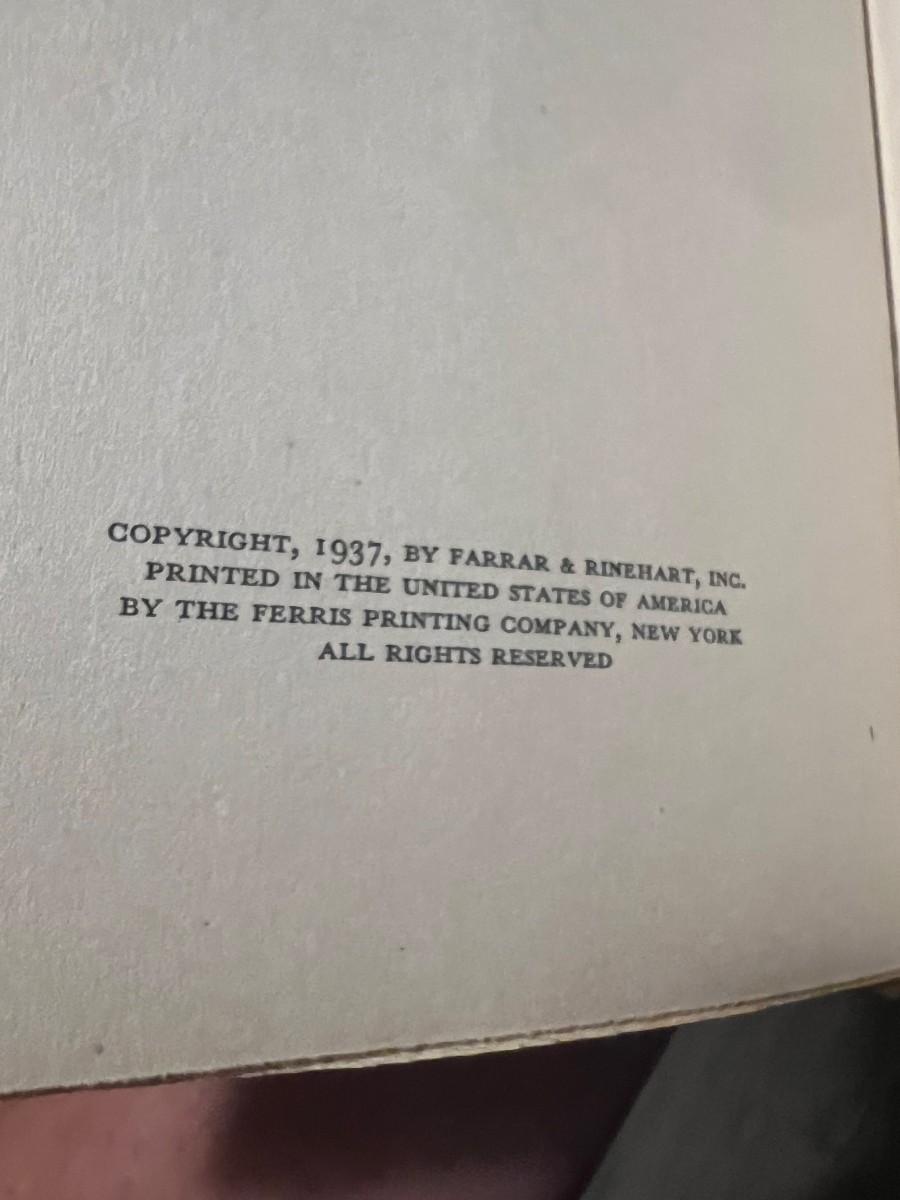 COPYRIGHT, 1937, BY FARRAR & RINEHART, INC.
PRINTED IN THE UNITED STATES OF AMERICA
BY THE FERRIS PRINTING COMPANY, NEW YORK
ALL RIGHTS RESERVED